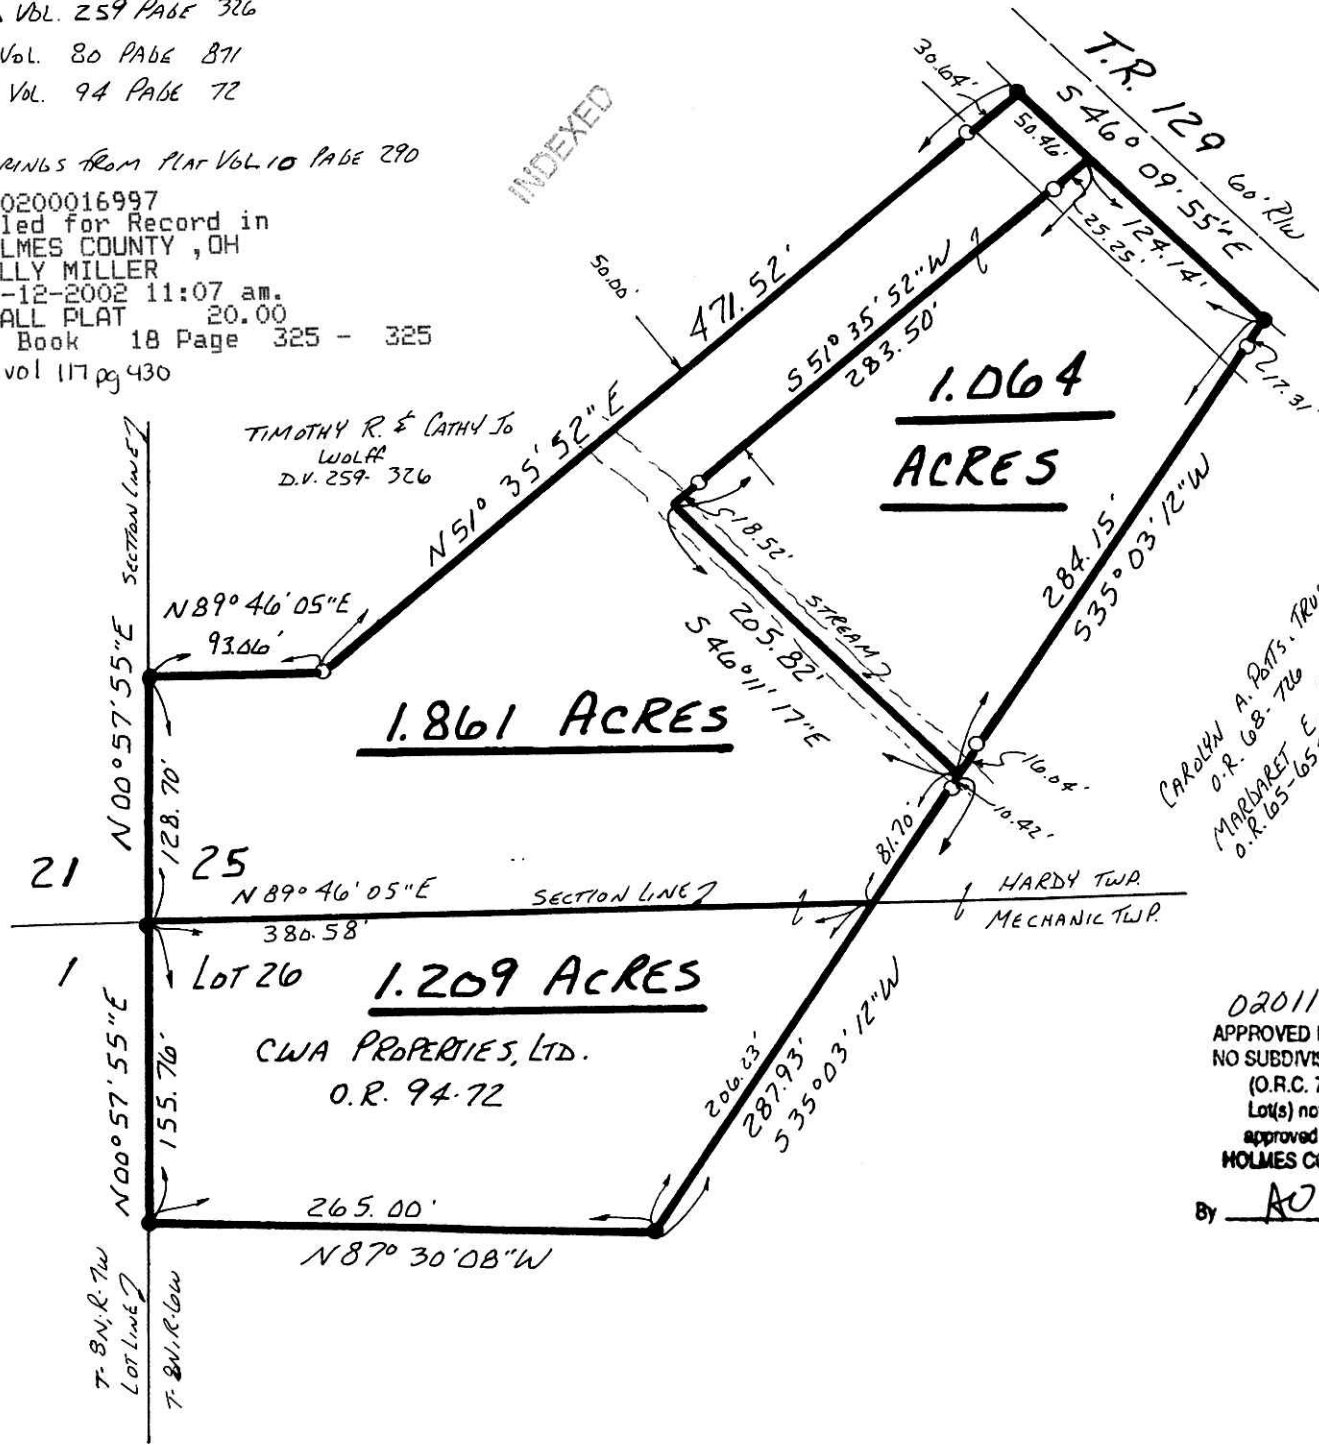 VOL. 259 PAGE 326
VOL. 80 PAGE 871
VOL. 94 PAGE 72
FROM PLAT VOL 10 PAGE 290
0200016997
led for Record in
LMES COUNTY ,OH
LLY MILLER
-12-2002 11:07 am.
ALL PLAT 20.00
Book 18 Page 325 - 325
vol 117 pg 430
INDEXED
T.R. 129
60' R/W
S 46° 09' 55" E
30.64'
50.46'
124.14'
25.25'
17.31'
50.00'
471.52'
N 51° 35' 52" E
S 51° 35' 52" W
283.50'
1.064
ACRES
284.15'
S 35° 03' 12" W
TIMOTHY R. & CATHY JO
WOLFF
D.V. 259-326
SECTION LINE
18.52'
STREAM
205.82'
S 46° 11' 17" E
N 89° 46' 05" E
93.06'
1.861 ACRES
N 00° 57' 55" E
128.70'
16.04'
10.42'
81.70'
CAROLYN A. POTTS, TRU
O.R. 68-726
MARGARET E
O.R. 65-65
21
25
N 89° 46' 05" E
SECTION LINE
380.58'
HARDY TWP.
MECHANIC TWP.
1
LOT 26
1.209 ACRES
CWA PROPERTIES, LTD.
O.R. 94-72
N 00° 57' 55" E
155.76'
206.23'
287.93'
S 35° 03' 12" W
265.00'
N 87° 30' 08" W
T-8N, R-7W
LOT LINE
T-8N, R-6W
02011
APPROVED
NO SUBDIVIS
(O.R.C. 7
Lot(s) no
approved
HOLMES CO
By